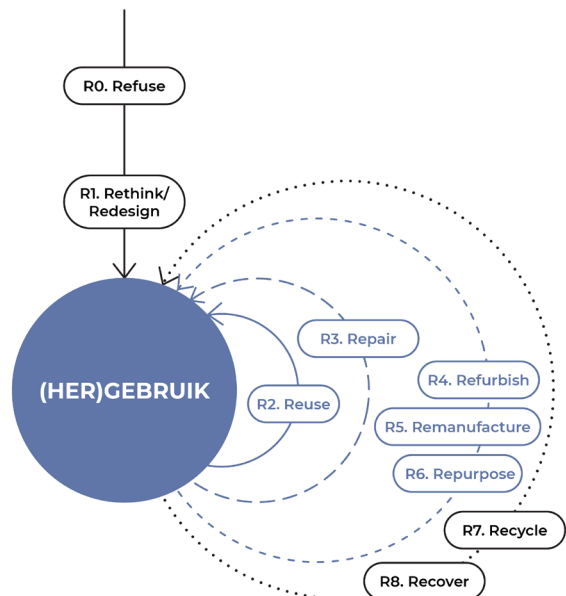 R0. Refuse
R1. Rethink/
Redesign
(HER)GEBRUIK
R2. Reuse
R3. Repair
R4. Refurbish
R5. Remanufacture
R6. Repurpose
R7. Recycle
R8. Recover